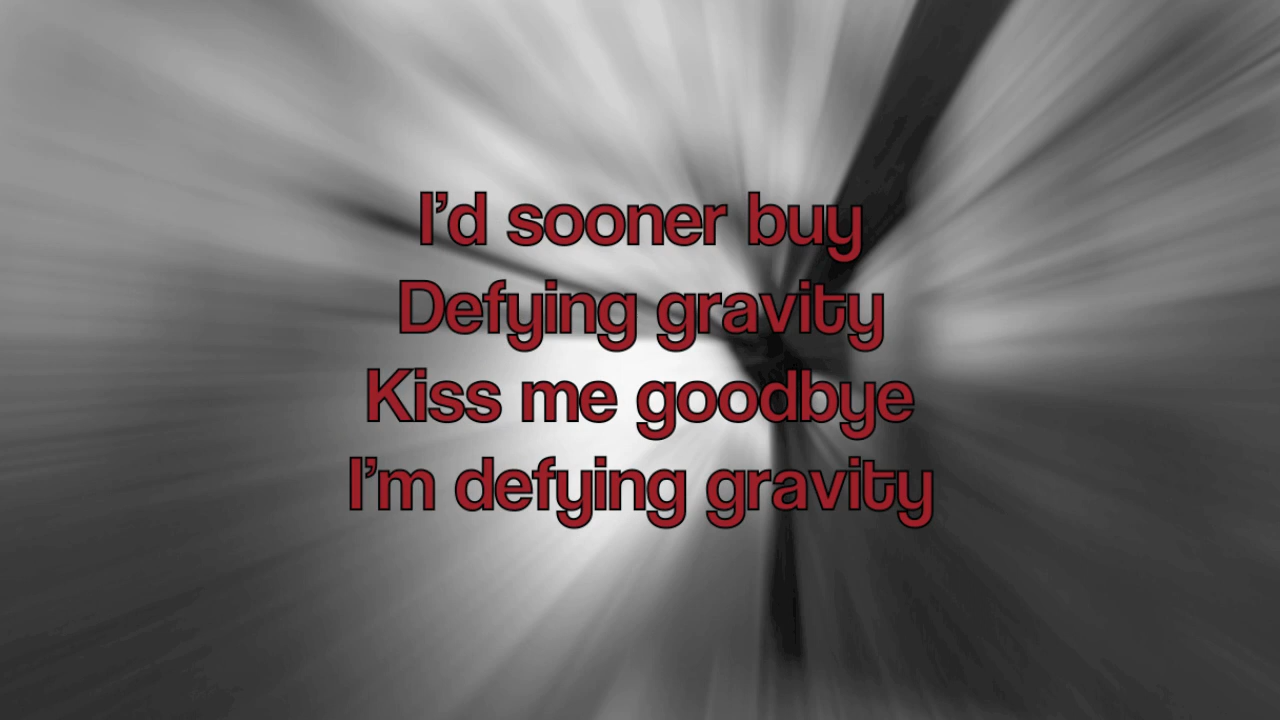 I’d sooner buy
Defying gravity
Kiss me goodbye
I’m defying gravity